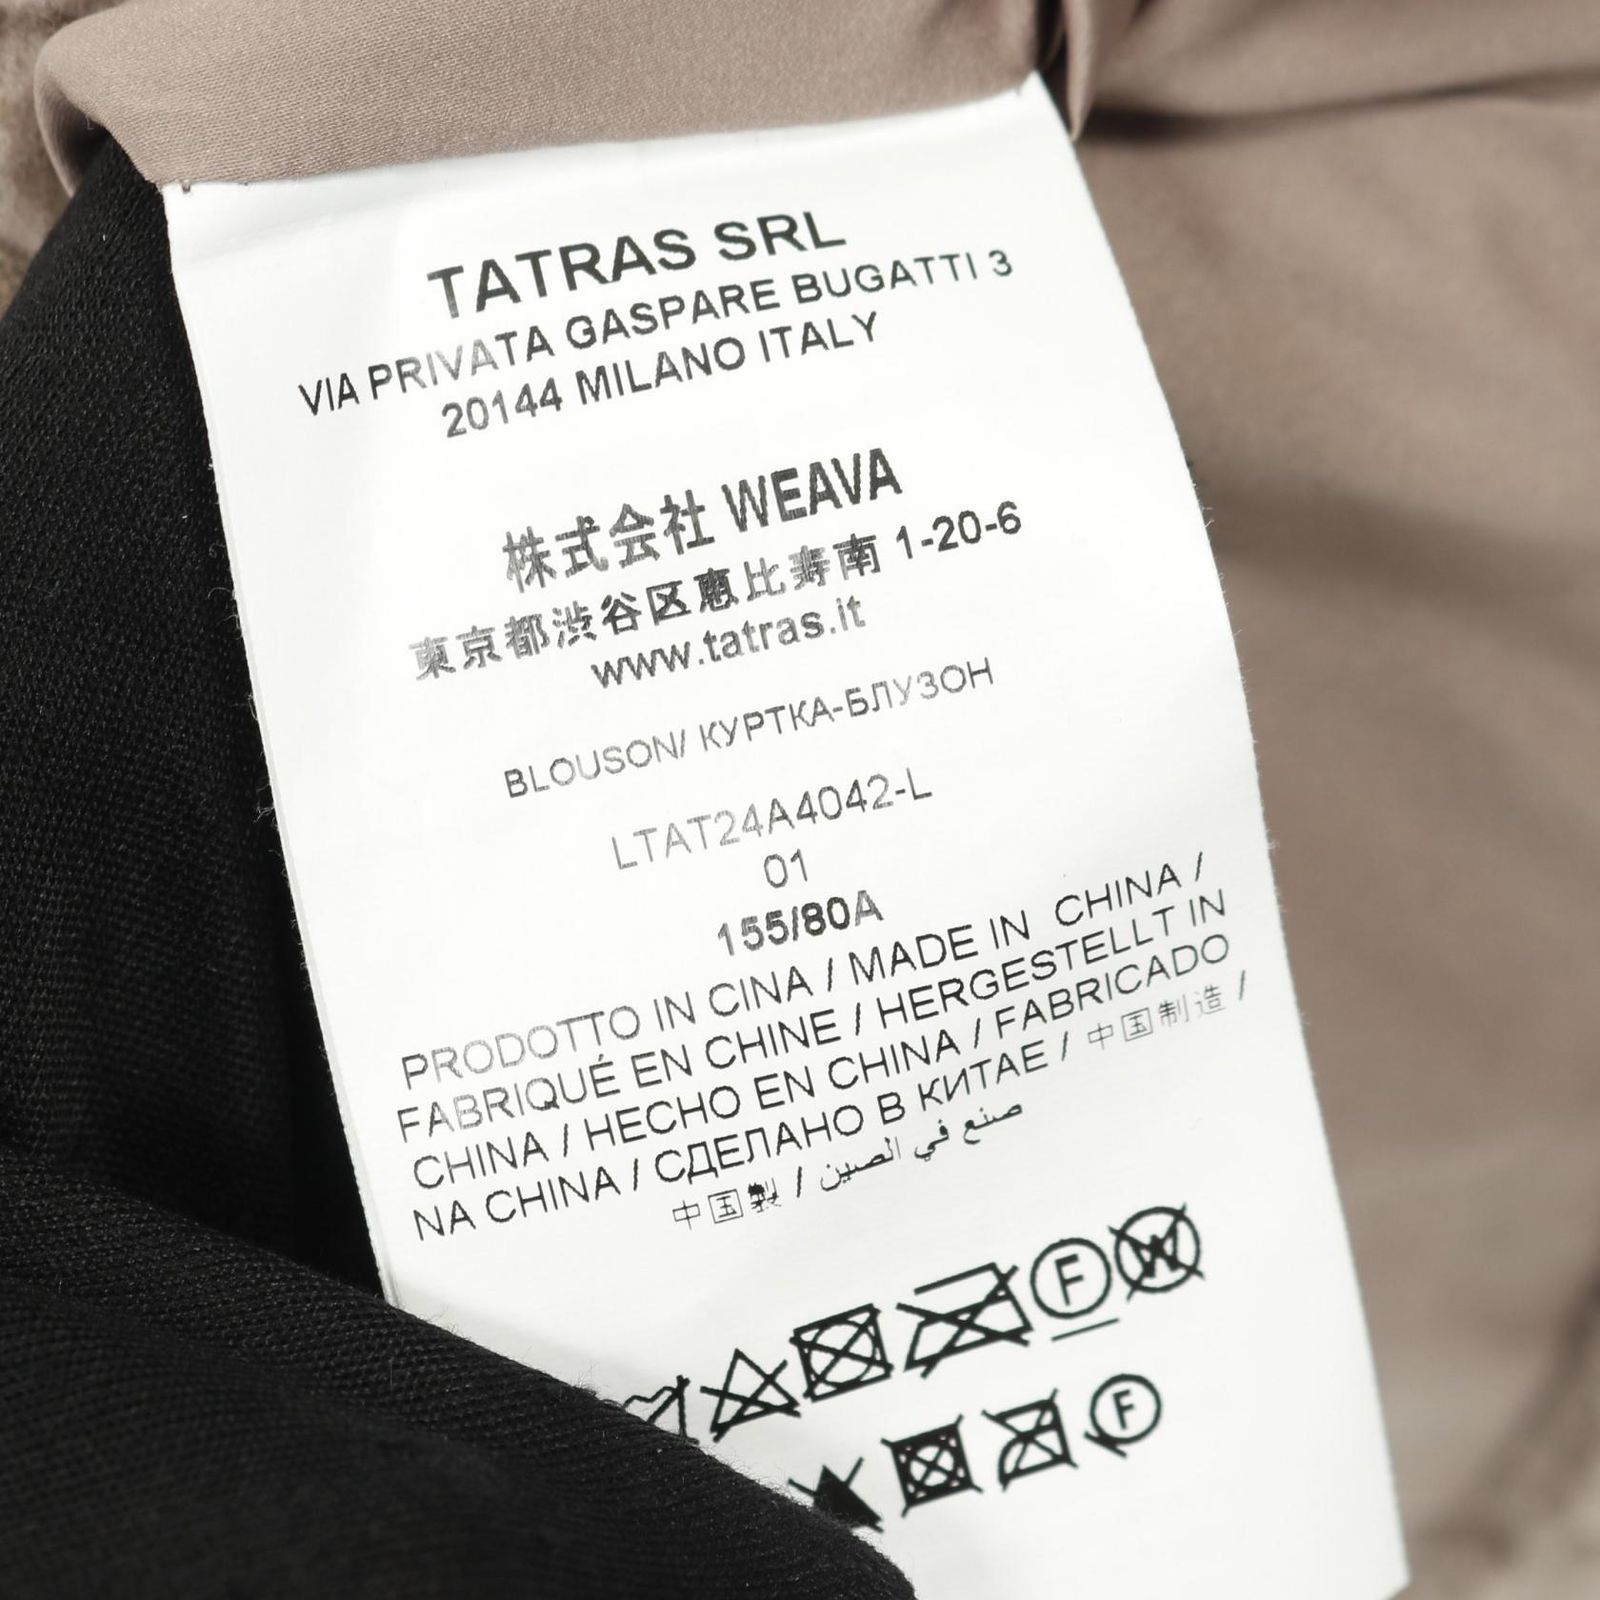 TATRAS SRL
VIA PRIVATA GASPARE BUGATTI 3
20144 MILANO ITALY
株式会社 WEAVA
東京都渋谷区恵比寿南 1-20-6
www.tatras.it
BLOUSON/ КУРТКА-БЛУЗОН
LTAT24A4042-L
01
155/80A
PRODOTTO IN CINA / MADE IN CHINA /
FABRIQUÉ EN CHINE / HERGESTELLT IN
CHINA / HECHO EN CHINA / FABRICADO
NA CHINA / СДЕЛАНО В КИТАЕ / 中国制造 /
中国製 / صنع في الصين
F W
F